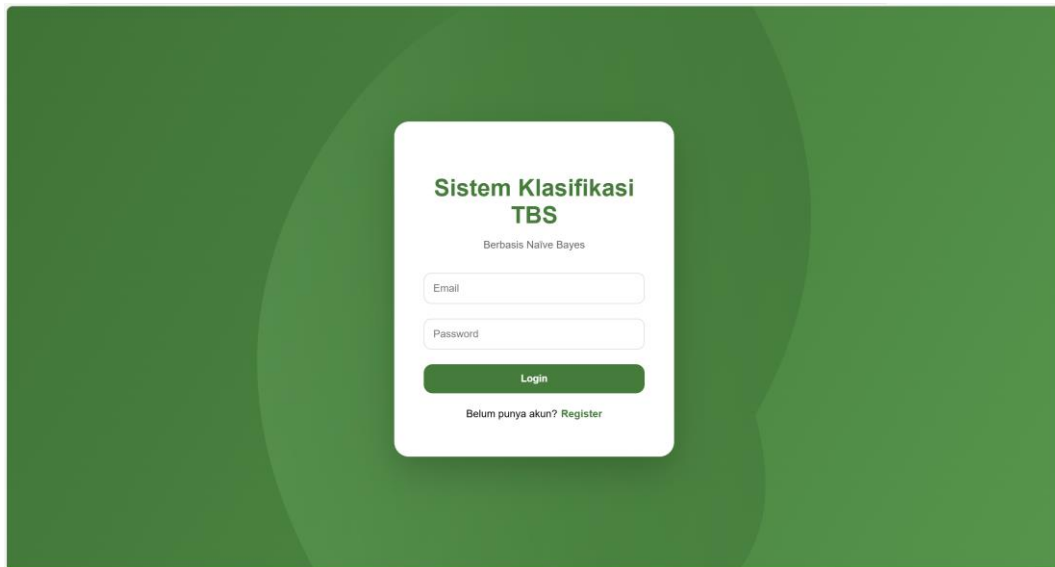 Sistem Klasifikasi
TBS
Berbasis Naïve Bayes
Email
Password
Login
Belum punya akun? Register